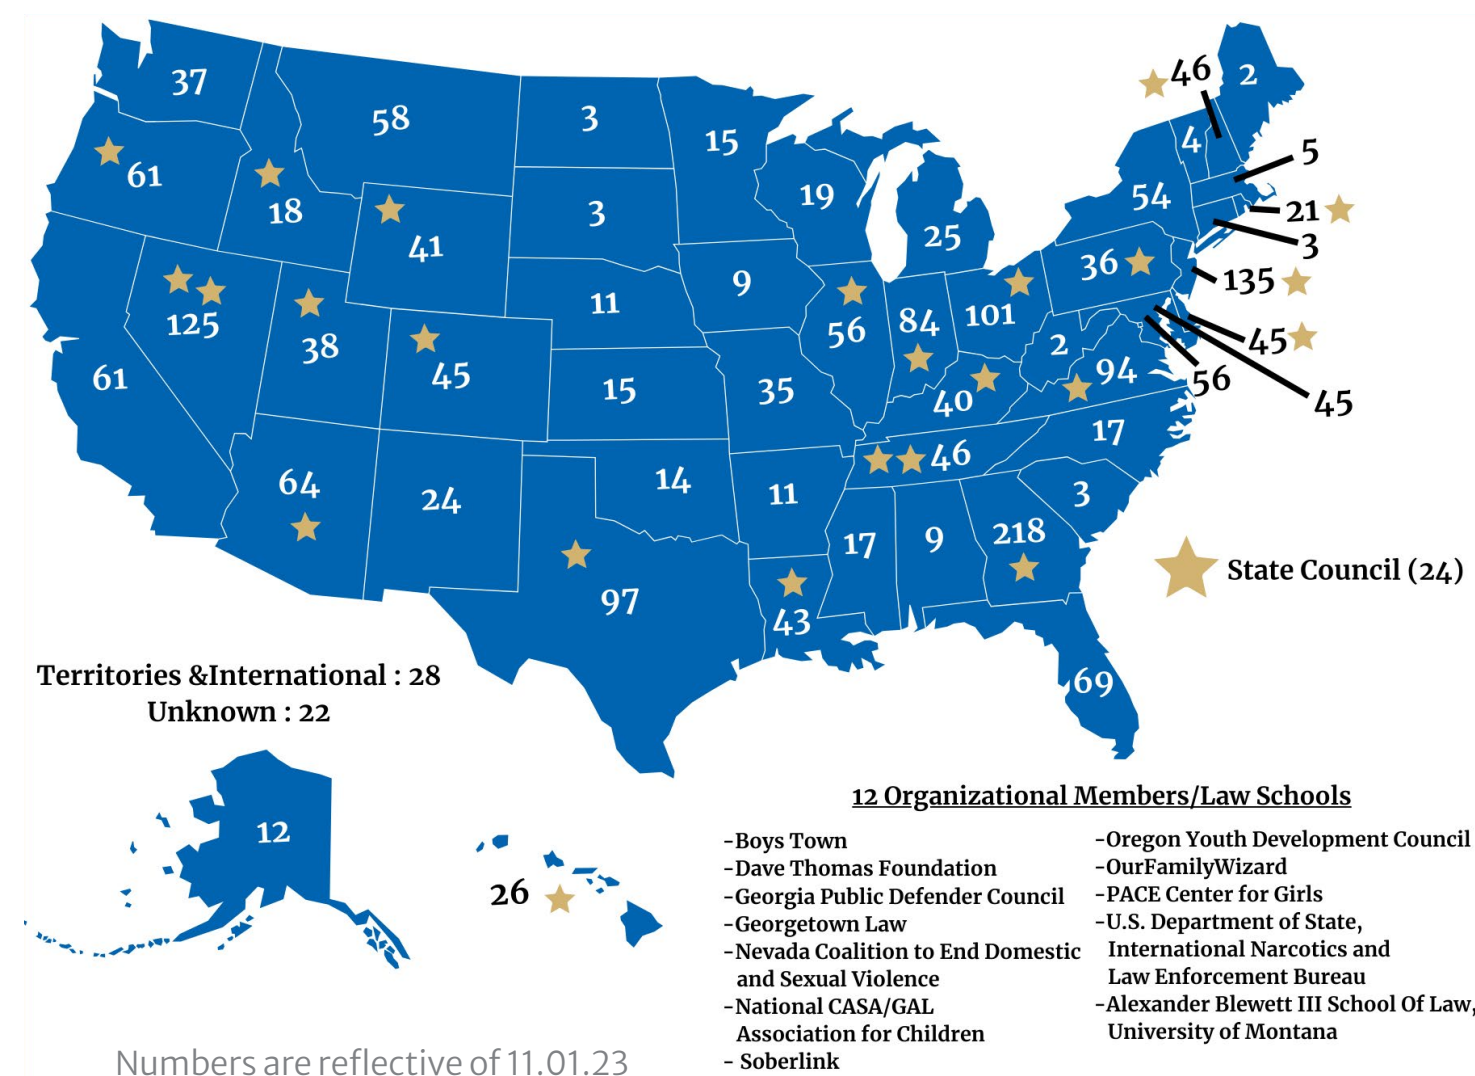 46
2
37
58
3
15
4
5
61
19
54
21
18
3
25
3
41
36
135
9
11
84
101
125
56
45
38
2
94
56
61
45
15
35
40
45
17
46
64
24
14
11
3
17
9
218
State Council (24)
97
43
69
Territories &International : 28
Unknown : 22
12
26
12 Organizational Members/Law Schools
-Boys Town
-Dave Thomas Foundation
-Georgia Public Defender Council
-Georgetown Law
-Nevada Coalition to End Domestic
and Sexual Violence
-National CASA/GAL
Association for Children
- Soberlink
-Oregon Youth Development Council
-OurFamilyWizard
-PACE Center for Girls
-U.S. Department of State,
International Narcotics and
Law Enforcement Bureau
-Alexander Blewett III School Of Law,
University of Montana
Numbers are reflective of 11.01.23